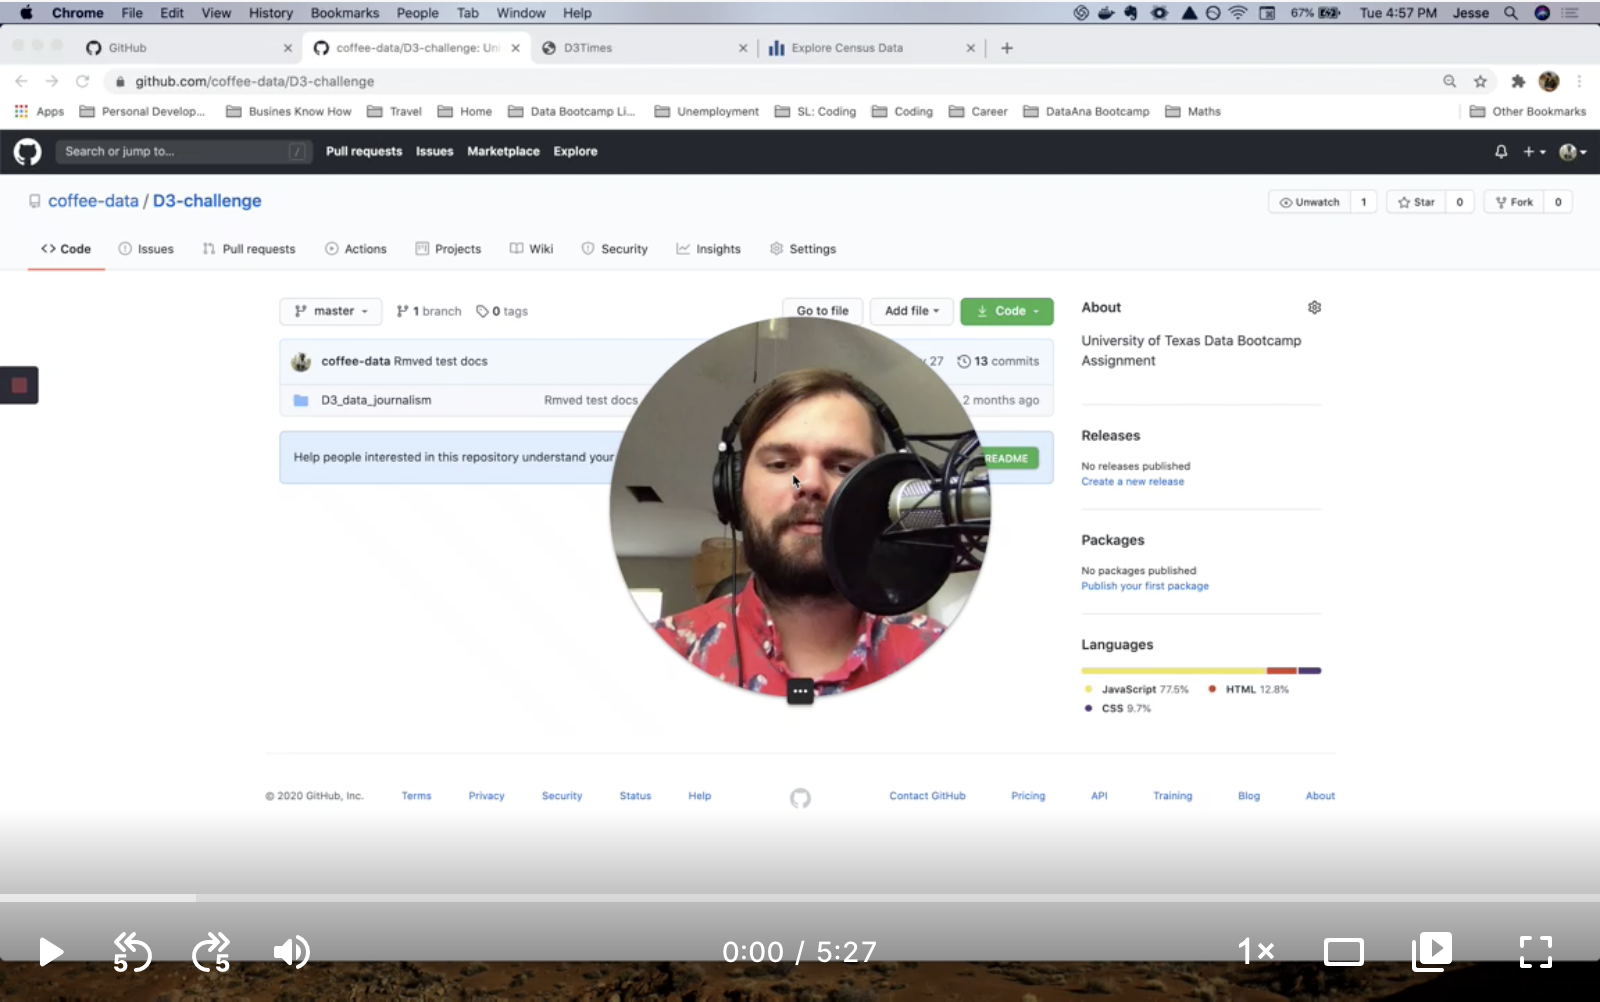 Chrome File Edit View History Bookmarks People Tab Window Help 67% Tue 4:57 PM Jesse
GitHub coffee-data/D3-challenge: Uni D3Times Explore Census Data
github.com/coffee-data/D3-challenge
Apps Personal Develop... Busines Know How Travel Home Data Bootcamp Li... Unemployment SL: Coding Coding Career DataAna Bootcamp Maths Other Bookmarks
Search or jump to... / Pull requests Issues Marketplace Explore
coffee-data / D3-challenge Unwatch 1 Star 0 Fork 0
Code Issues Pull requests Actions Projects Wiki Security Insights Settings
master 1 branch 0 tags Go to file Add file Code
coffee-data Rmved test docs 27 13 commits
D3_data_journalism Rmved test docs 2 months ago
Help people interested in this repository understand your README
About
University of Texas Data Bootcamp
Assignment
Releases
No releases published
Create a new release
Packages
No packages published
Publish your first package
Languages
JavaScript 77.5% HTML 12.8%
CSS 9.7%
© 2020 GitHub, Inc. Terms Privacy Security Status Help Contact GitHub Pricing API Training Blog About
5 5 0:00 / 5:27 1×